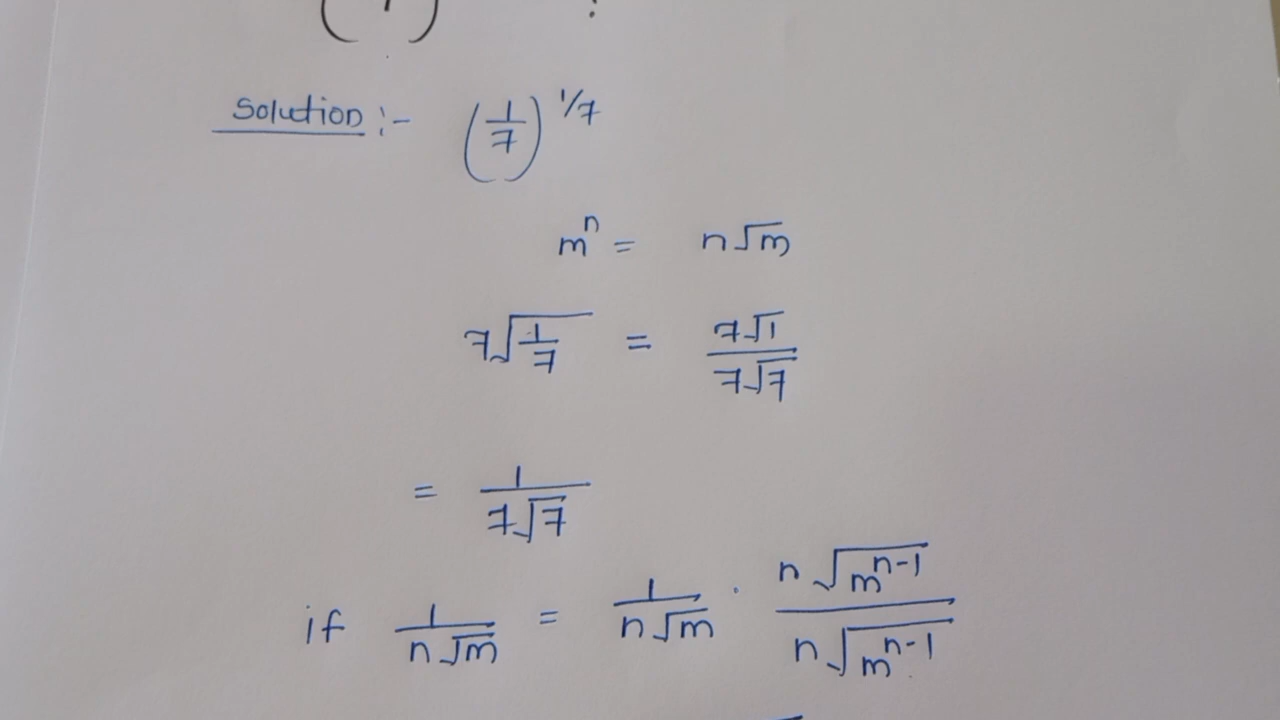 Solution :- (1/7)^1/7
m^n = n√m
7√(1/7) = 7√1 / 7√7
= 1 / 7√7
if 1 / n√m = 1 / n√m · n√(m^n-1) / n√(m^n-1)